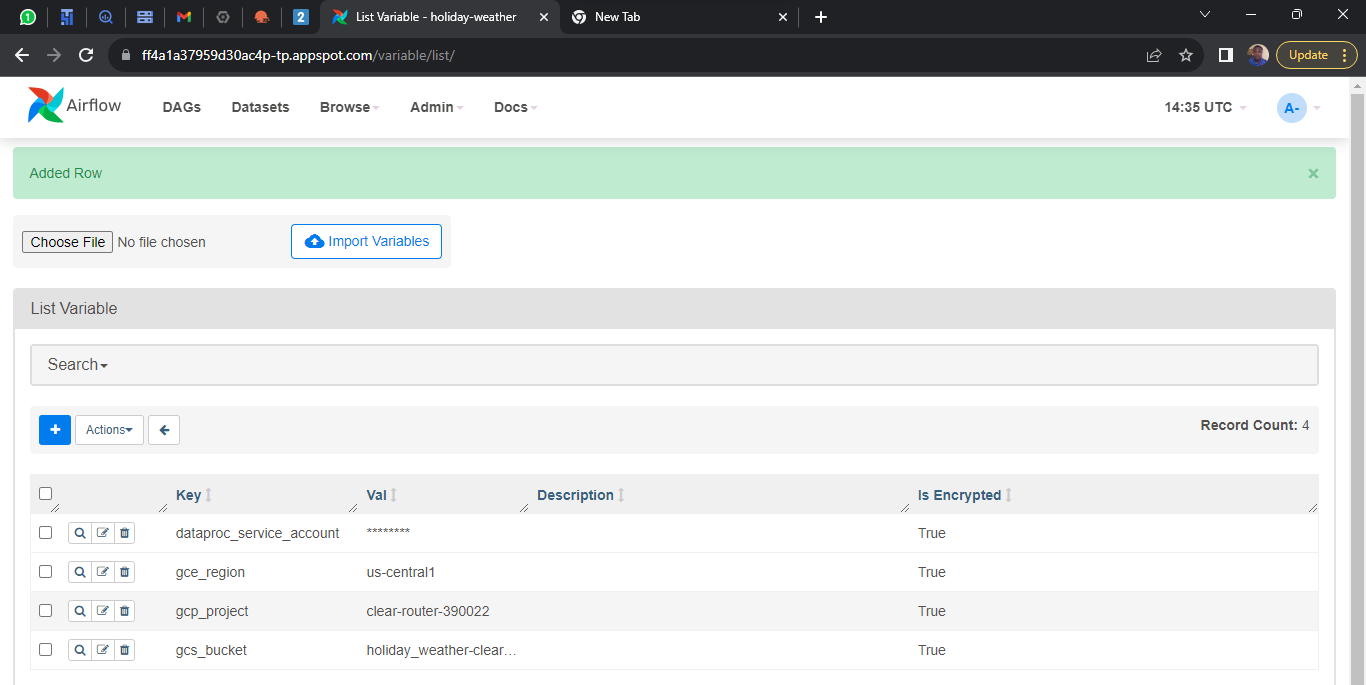 2
List Variable - holiday-weather
New Tab
ff4a1a37959d30ac4p-tp.appspot.com/variable/list/
Update
Airflow
DAGs
Datasets
Browse
Admin
Docs
14:35 UTC
A-
Added Row
×
Choose File No file chosen
Import Variables
List Variable
Search
+
Actions
Record Count: 4
Key
Val
Description
Is Encrypted
dataproc_service_account ******** True
gce_region us-central1 True
gcp_project clear-router-390022 True
gcs_bucket holiday_weather-clear… True